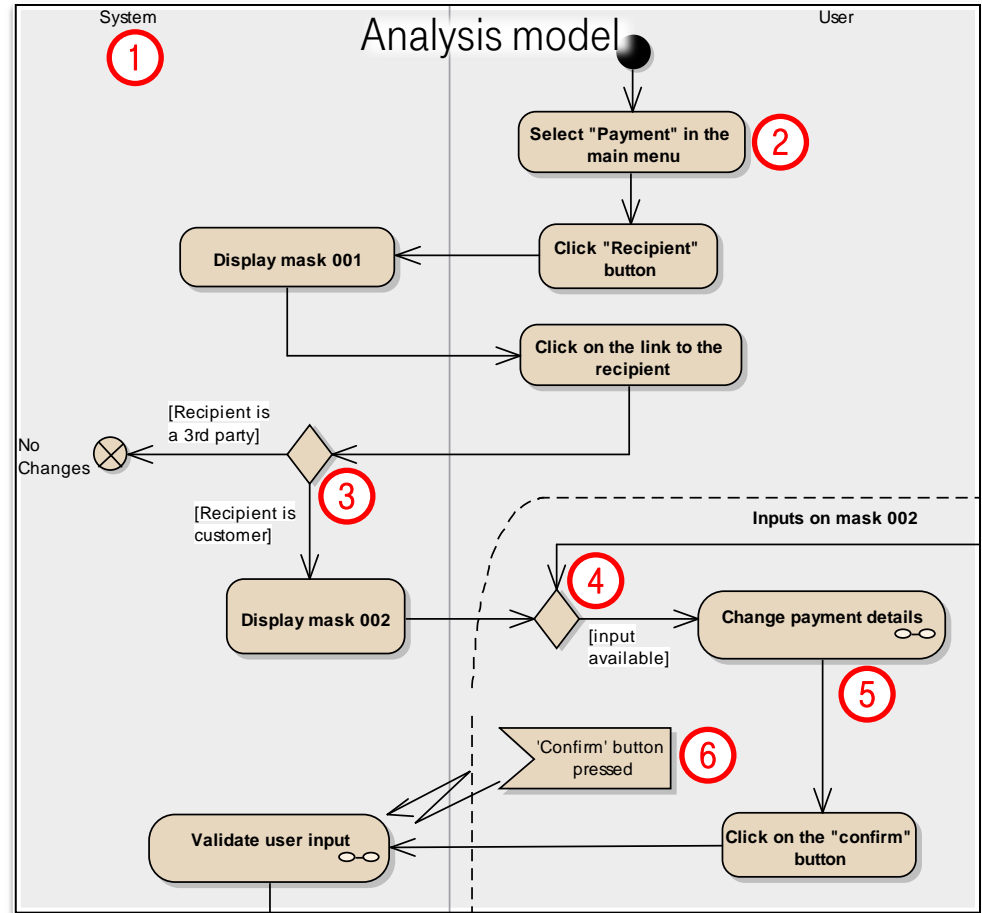 System
Analysis model
User
1
Select "Payment" in the
main menu
2
Display mask 001
Click "Recipient"
button
Click on the link to the
recipient
[Recipient is
a 3rd party]
No
Changes
3
[Recipient is
customer]
Inputs on mask 002
4
Display mask 002
Change payment details
[input
available]
5
'Confirm' button
pressed
6
Validate user input
Click on the "confirm"
button